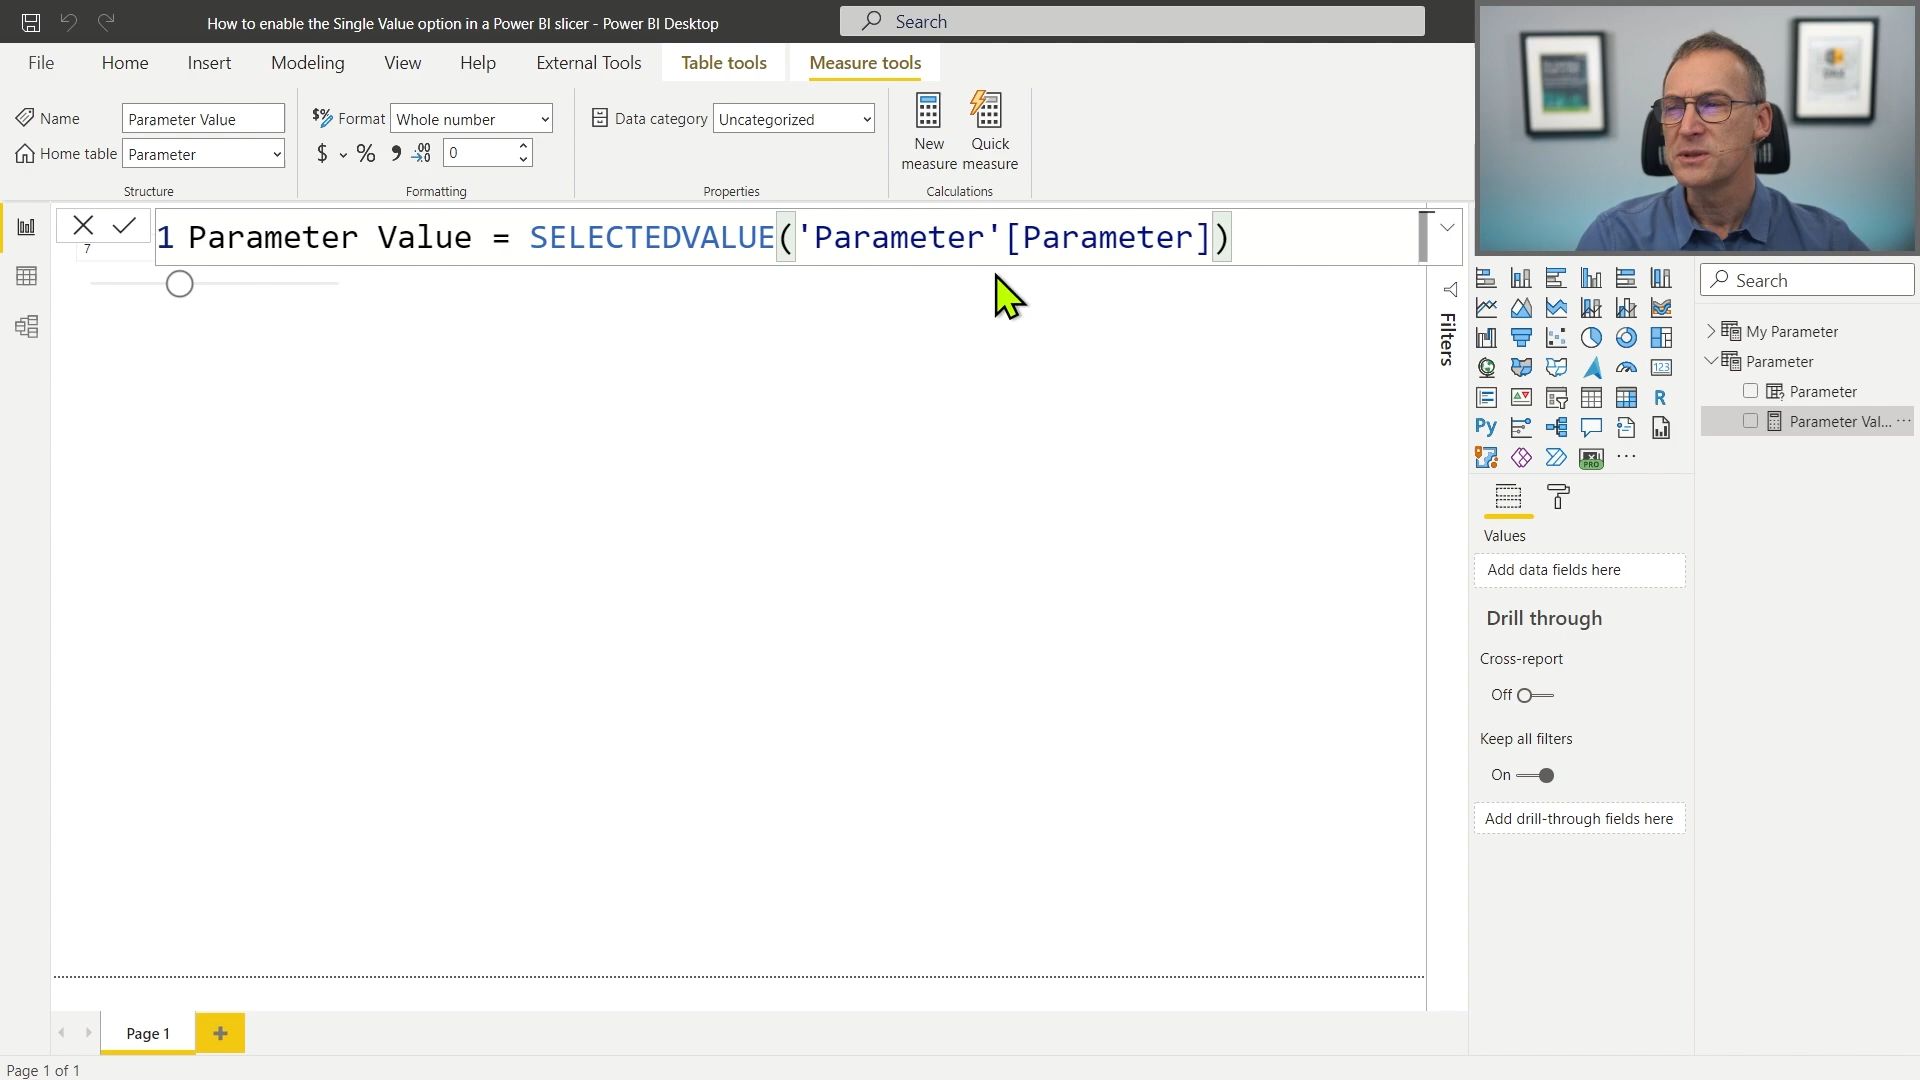 How to enable the Single Value option in a Power BI slicer - Power BI Desktop
Search
File Home Insert Modeling View Help External Tools Table tools Measure tools
Name Parameter Value
Home table Parameter
Structure
Format Whole number
$ % 9 .00 0
Formatting
Data category Uncategorized
Properties
New measure
Quick measure
Calculations
7
1 Parameter Value = SELECTEDVALUE('Parameter'[Parameter])
Filters
Search
My Parameter
Parameter
Parameter
Parameter Val... ...
123
R
Py
PRO
...
Values
Add data fields here
Drill through
Cross-report
Off
Keep all filters
On
Add drill-through fields here
Page 1
+
Page 1 of 1